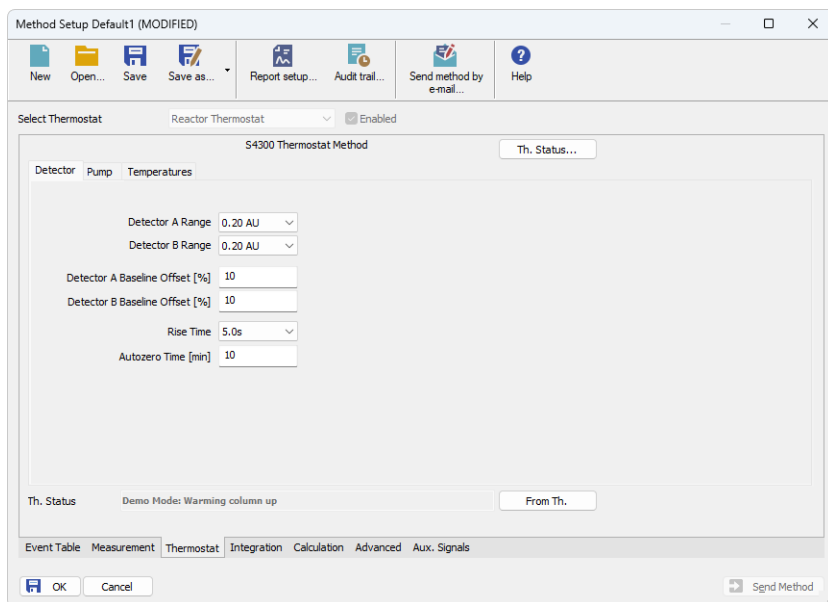 Method Setup Default1 (MODIFIED)
New Open... Save Save as... Report setup... Audit trail... Send method by e-mail... Help
Select Thermostat Reactor Thermostat Enabled
S4300 Thermostat Method Th. Status...
Detector Pump Temperatures
Detector A Range 0.20 AU
Detector B Range 0.20 AU
Detector A Baseline Offset [%] 10
Detector B Baseline Offset [%] 10
Rise Time 5.0s
Autozero Time [min] 10
Th. Status Demo Mode: Warming column up From Th.
Event Table Measurement Thermostat Integration Calculation Advanced Aux. Signals
OK Cancel Send Method